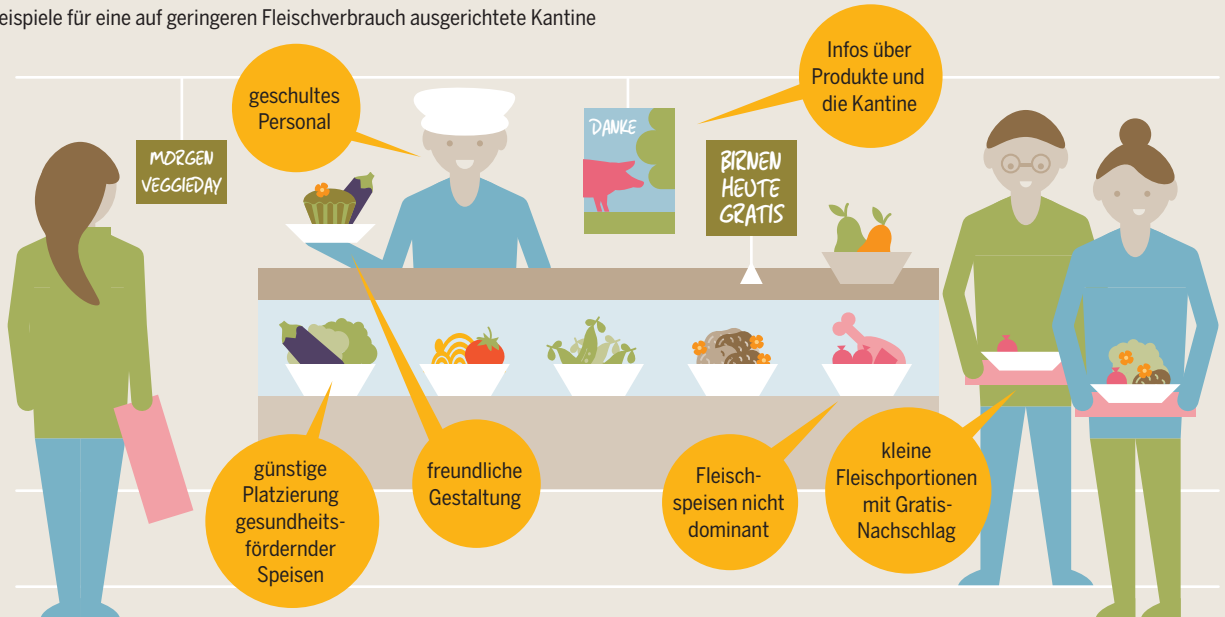 eispiele für eine auf geringeren Fleischverbrauch ausgerichtete Kantine
geschultes
Personal
Infos über
Produkte und
die Kantine
MORGEN
VEGGIEDAY
DANKE
BIRNEN
HEUTE
GRATIS
günstige
Platzierung
gesundheits-
fördernder
Speisen
freundliche
Gestaltung
Fleisch-
speisen nicht
dominant
kleine
Fleischportionen
mit Gratis-
Nachschlag